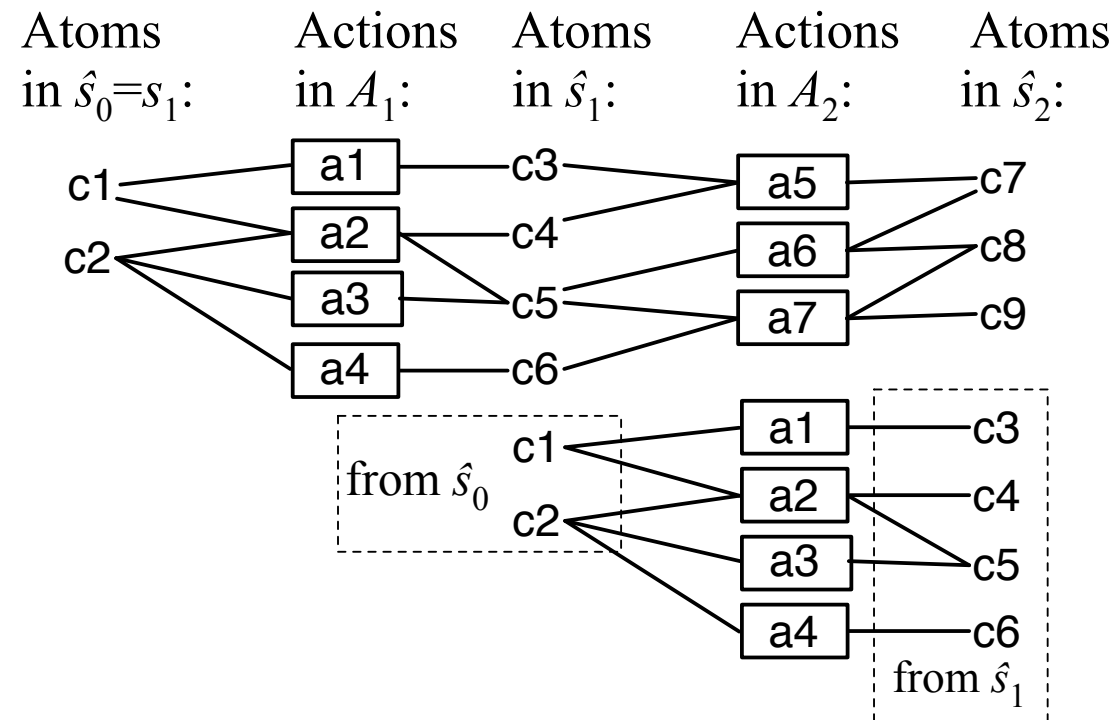 Atoms in ŝ0=s1:
Actions in A1:
Atoms in ŝ1:
Actions in A2:
Atoms in ŝ2:
c1
c2
a1
a2
a3
a4
c3
c4
c5
c6
a5
a6
a7
c7
c8
c9
from ŝ0
c1
c2
a1
a2
a3
a4
c3
c4
c5
c6
from ŝ1